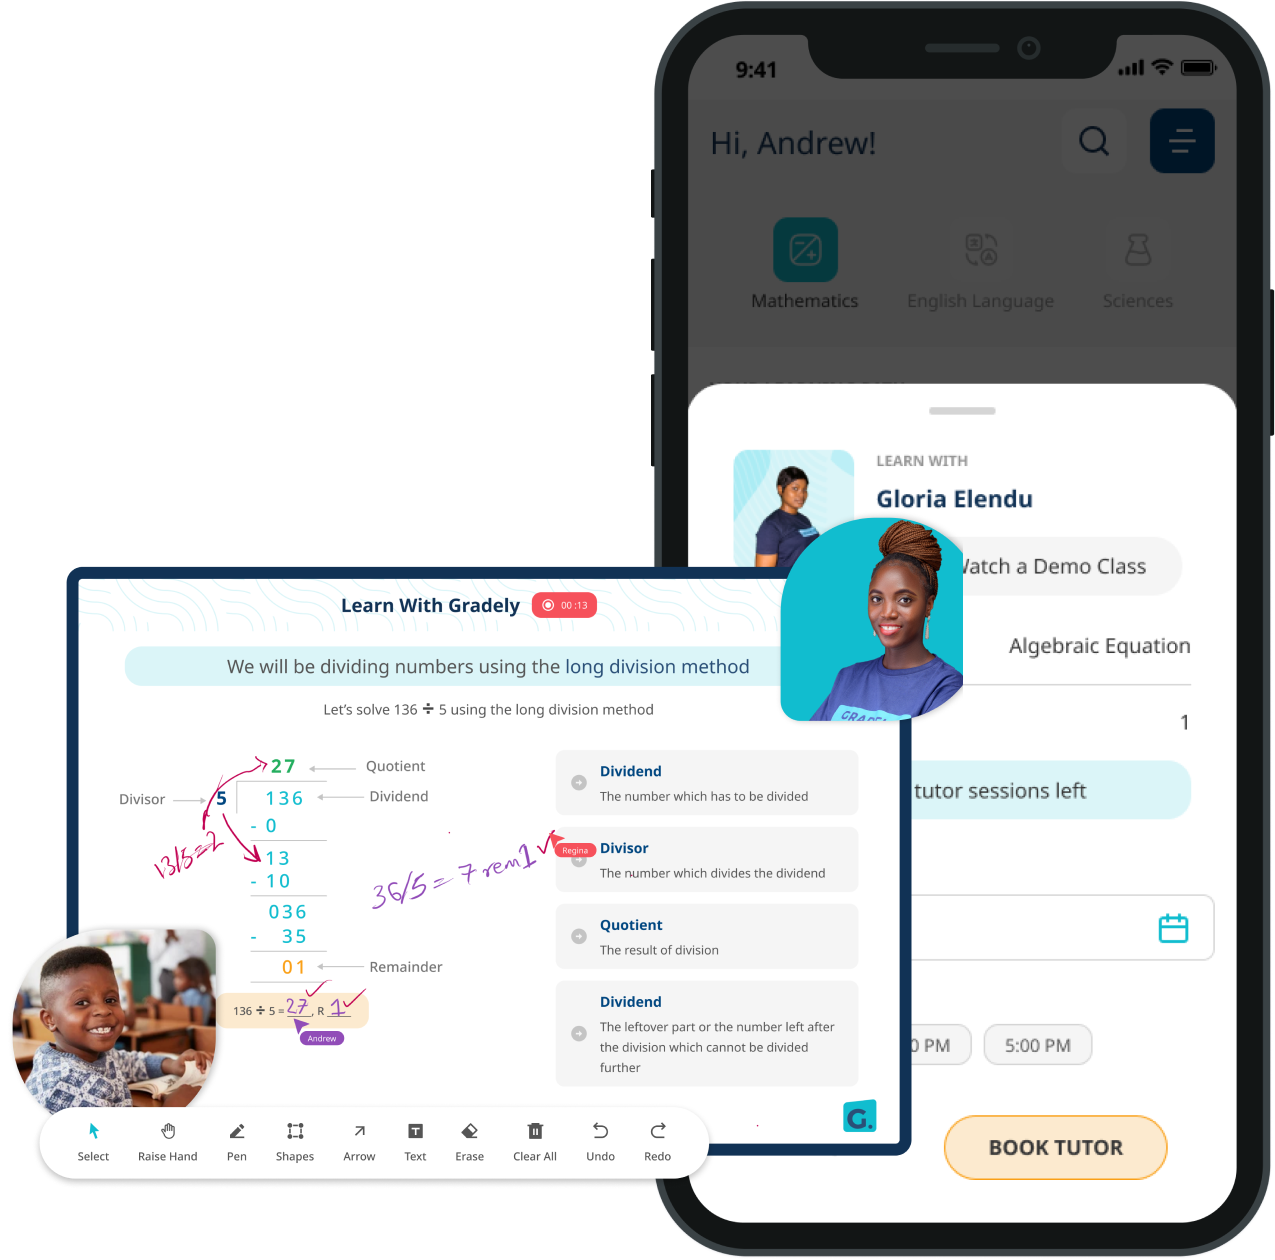 9:41
Hi, Andrew!
Mathematics
English Language
Sciences
LEARN WITH
Gloria Elendu
Watch a Demo Class
Algebraic Equation
1
tutor sessions left
0 PM
5:00 PM
BOOK TUTOR
Learn With Gradely
00 :13
We will be dividing numbers using the long division method
Let's solve 136 ÷ 5 using the long division method
27
Quotient
Divisor
5
136
Dividend
- 0
13
- 10
036
- 35
01
Remainder
13/5=2
36/5 = 7 rem 1
Regina
136 ÷ 5 = 27, R 1
Andrew
Dividend
The number which has to be divided
Divisor
The number which divides the dividend
Quotient
The result of division
Dividend
The leftover part or the number left after
the division which cannot be divided
further
G.
Select
Raise Hand
Pen
Shapes
Arrow
Text
Erase
Clear All
Undo
Redo